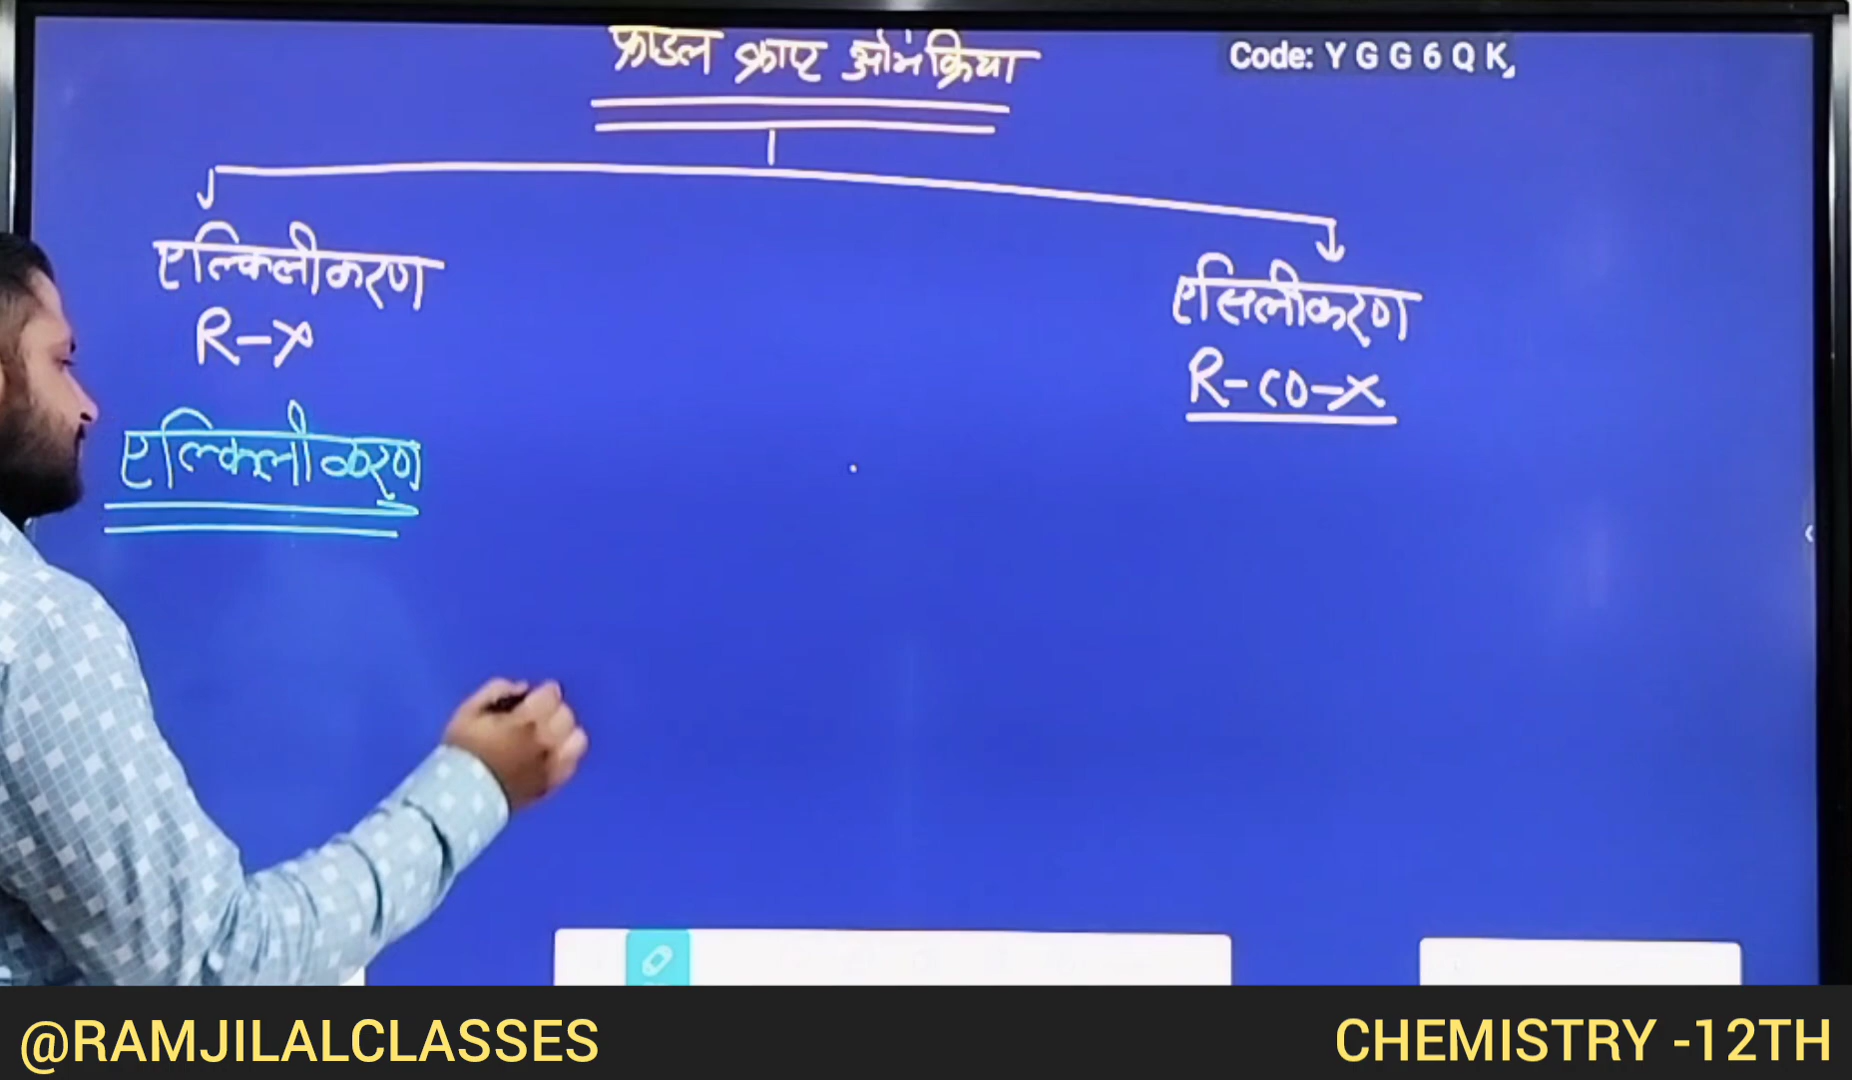 फ्राडल क्राफ्ट अभिक्रिया
Code: Y G G 6 Q K,
एल्किलीकरण
R-X
एसिलीकरण
R-CO-X
एल्किलीकरण
@RAMJILALCLASSES
CHEMISTRY -12TH